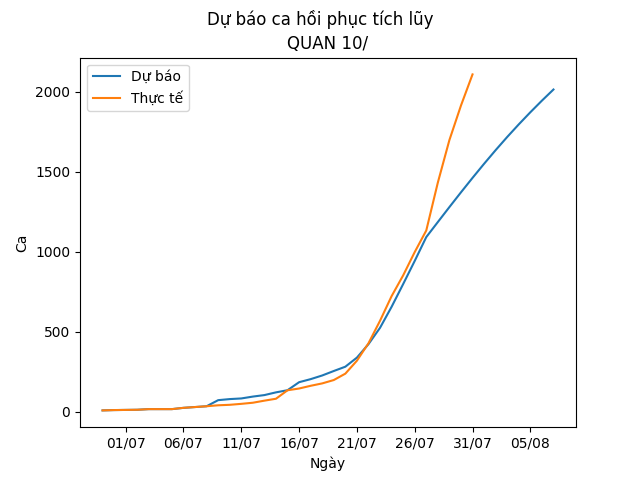 Dự báo ca hồi phục tích lũy
QUAN 10/
Dự báo
Thực tế
2000
1500
1000
500
0
Ca
01/07 06/07 11/07 16/07 21/07 26/07 31/07 05/08
Ngày